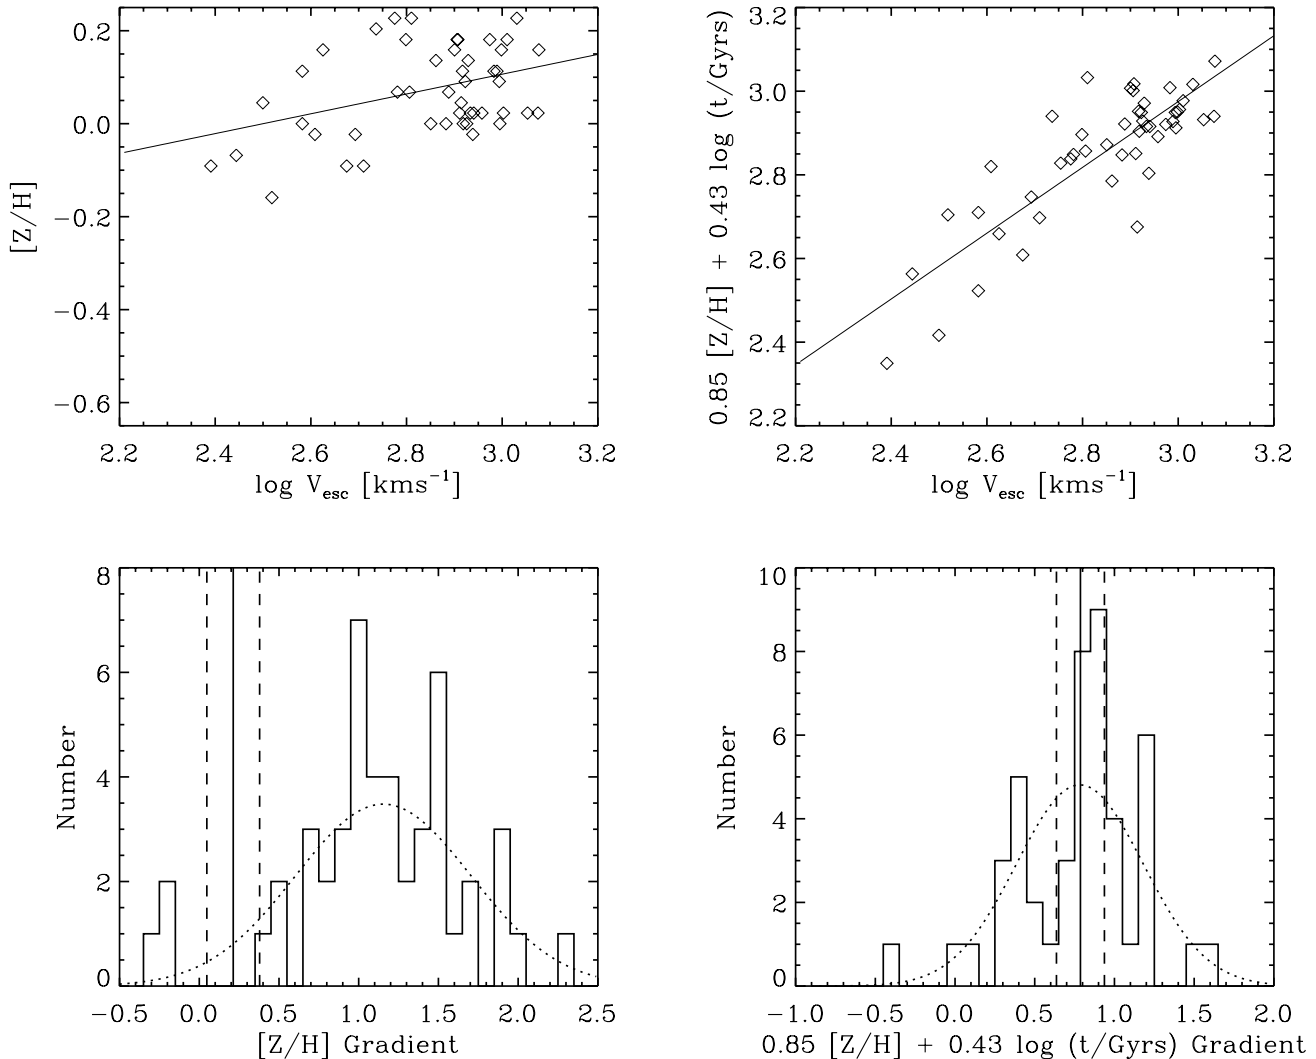 [Z/H]
0.2
0.0
−0.2
−0.4
−0.6
2.2 2.4 2.6 2.8 3.0 3.2
log V_esc [kms⁻¹]
0.85 [Z/H] + 0.43 log (t/Gyrs)
3.2
3.0
2.8
2.6
2.4
2.2
2.2 2.4 2.6 2.8 3.0 3.2
log V_esc [kms⁻¹]
Number
8
6
4
2
0
−0.5 0.0 0.5 1.0 1.5 2.0 2.5
[Z/H] Gradient
Number
10
8
6
4
2
0
−1.0 −0.5 0.0 0.5 1.0 1.5 2.0
0.85 [Z/H] + 0.43 log (t/Gyrs) Gradient